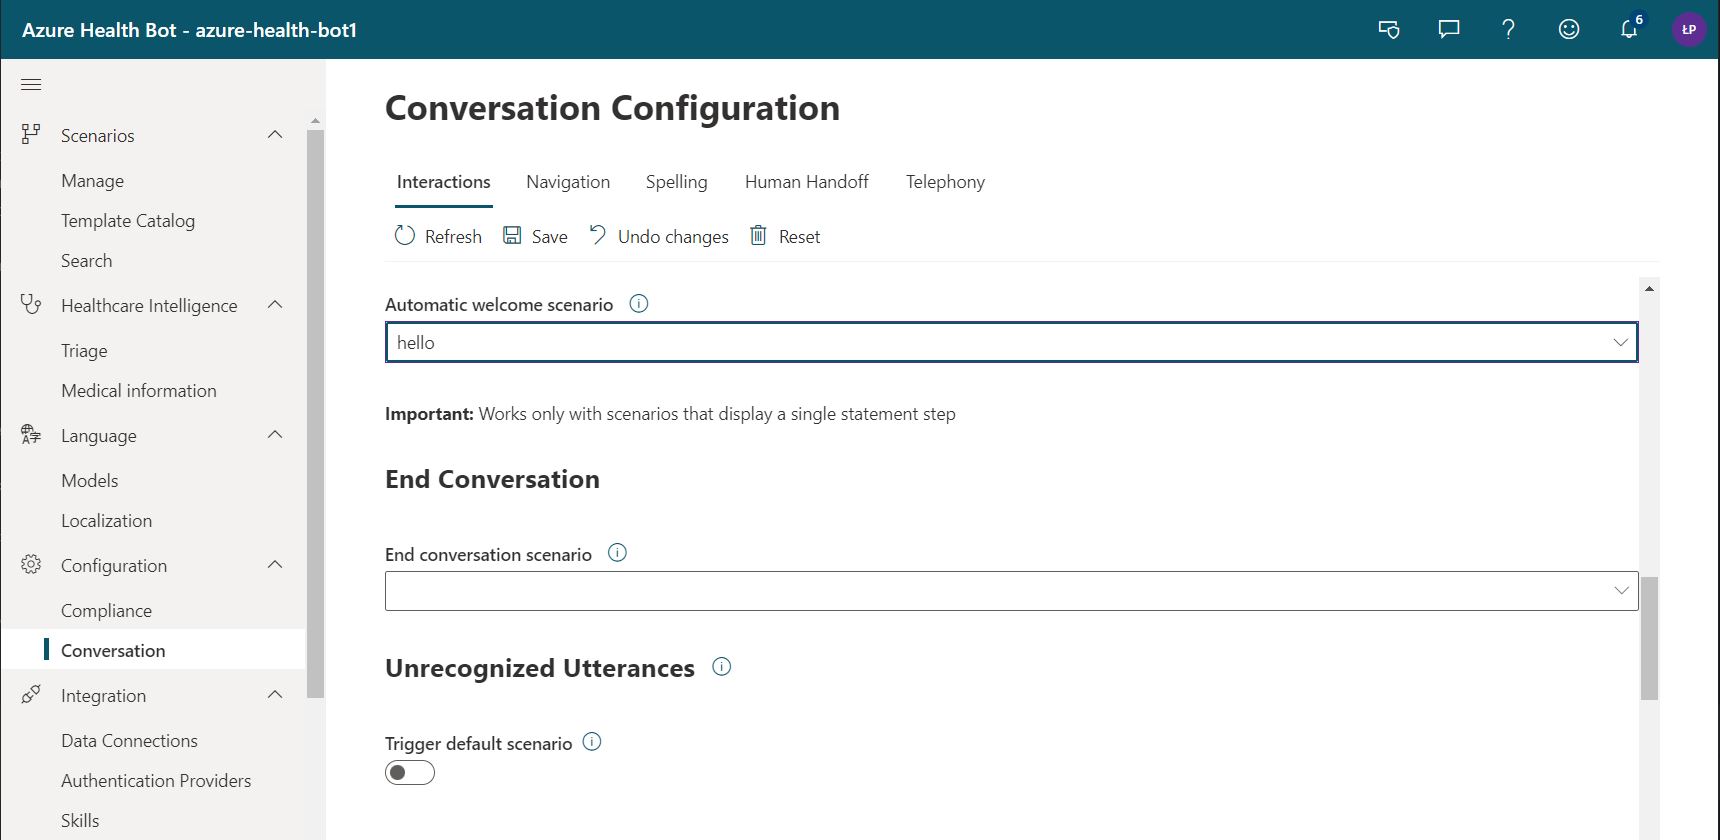 Azure Health Bot - azure-health-bot1
6
ŁP
Scenarios
Manage
Template Catalog
Search
Healthcare Intelligence
Triage
Medical information
Language
Models
Localization
Configuration
Compliance
Conversation
Integration
Data Connections
Authentication Providers
Skills
Conversation Configuration
Interactions Navigation Spelling Human Handoff Telephony
Refresh Save Undo changes Reset
Automatic welcome scenario
hello
Important: Works only with scenarios that display a single statement step
End Conversation
End conversation scenario
Unrecognized Utterances
Trigger default scenario